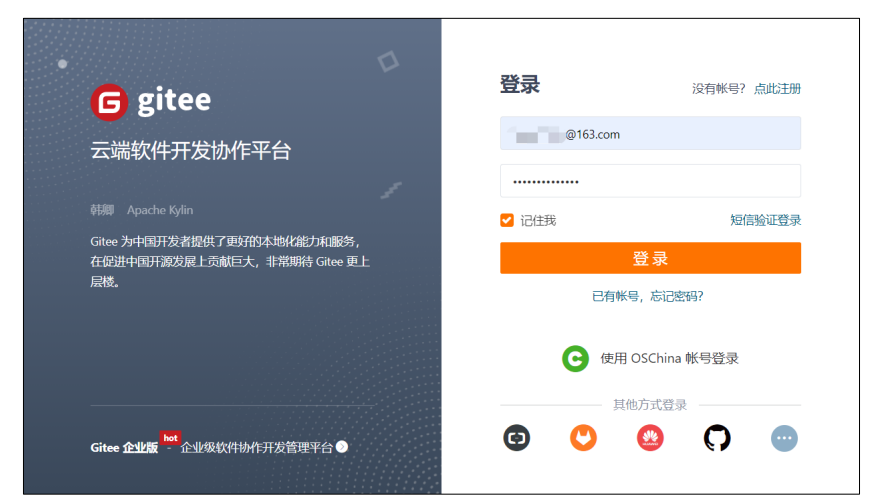 gitee
云端软件开发协作平台
韩卿 Apache Kylin
Gitee 为中国开发者提供了更好的本地化能力和服务，
在促进中国开源发展上贡献巨大，非常期待 Gitee 更上
层楼。
Gitee 企业版 hot - 企业级软件协作开发管理平台
登录
没有帐号？ 点此注册
@163.com
••••••••••••••
记住我
短信验证登录
登 录
已有帐号，忘记密码？
使用 OSChina 帐号登录
其他方式登录
HUAWEI